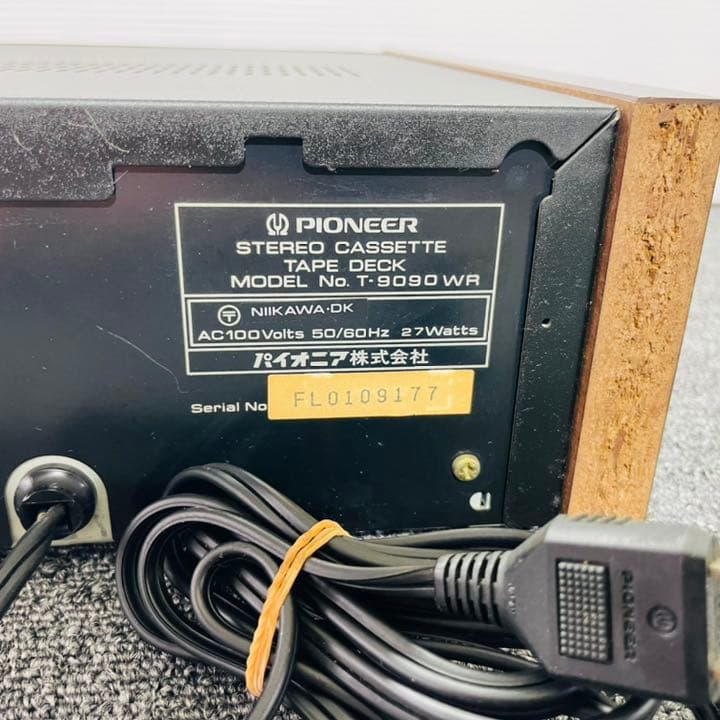 PIONEER
STEREO CASSETTE
TAPE DECK
MODEL No. T-9090WR
〒 NIIKAWA・DK
AC100Volts 50/60Hz 27Watts
パイオニア株式会社
Serial No. FL0109177
PIONEER